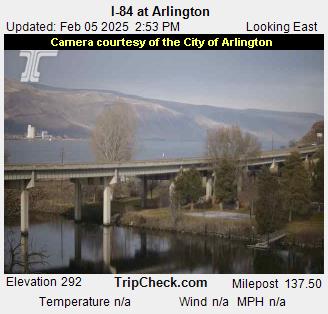 I-84 at Arlington
Updated: Feb 05 2025 2:53 PM Looking East
Camera courtesy of the City of Arlington
Elevation 292 TripCheck.com Milepost 137.50
Temperature n/a Wind n/a MPH n/a